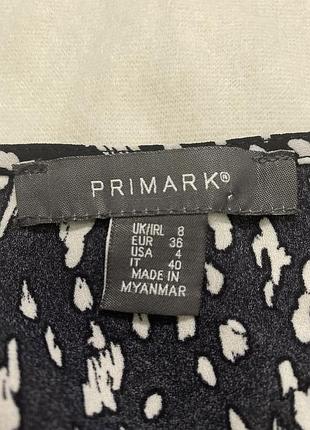 PRIMARK®
UK/IRL 8
EUR 36
USA 4
IT 40
MADE IN
MYANMAR